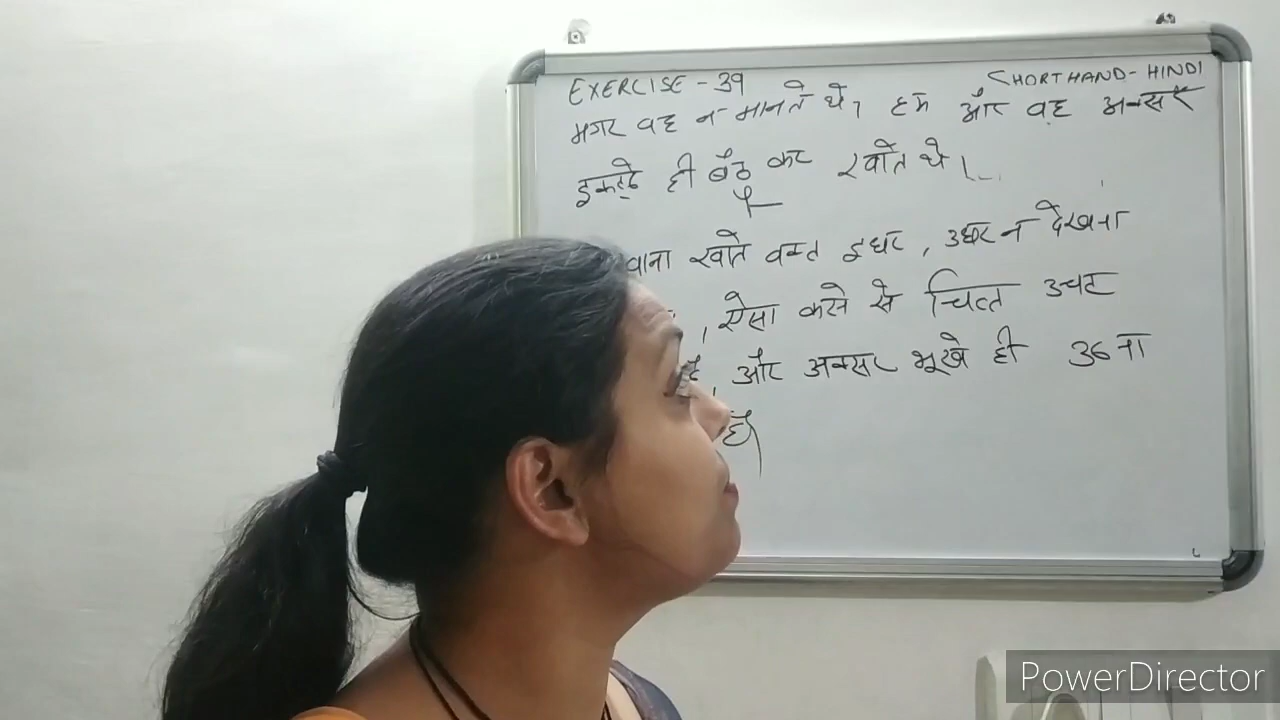 EXERCISE - 39
SHORTHAND - HINDI
मगर वह न मानते थे। हम और वह अक्सर
इकट्ठे ही बैठ कर खाते थे।
खाते वक्त इधर, उधर न देखना
, ऐसा करने से चित्त उचट
है, और अक्सर भूखे ही उठना
है।
PowerDirector